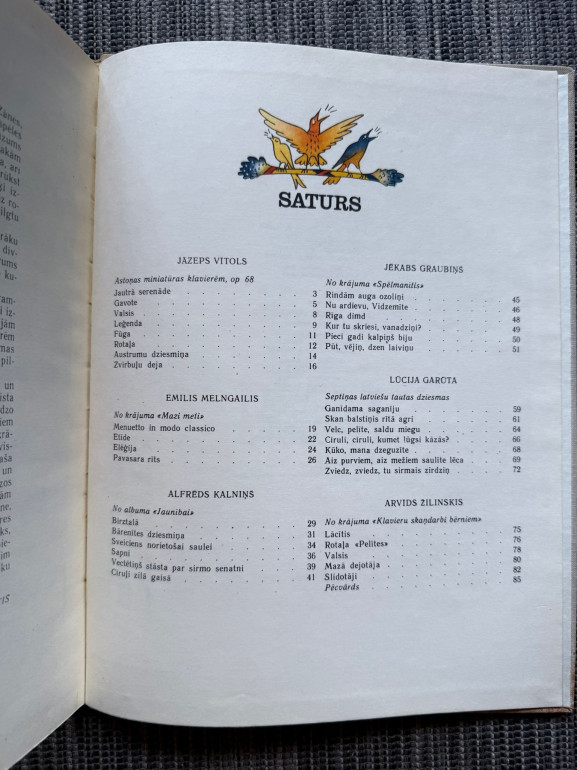 Zānes,
SATURS
JĀZEPS VĪTOLS
Astoņas miniatūras klavierēm, op 68
Jautrā serenāde 3
Gavote 5
Valsis 8
Leģenda 9
Fūga 11
Rotaļa 12
Austrumu dziesmiņa 14
Zvirbuļu deja 16
EMILIS MELNGAILIS
No krājuma «Mazi meti»
Menuetto in modo classico 19
Etīde 22
Elēģija 24
Pavasara rīts 26
ALFRĒDS KALNIŅŠ
No albuma «Jaunībai»
Birztalā 29
Bārenītes dziesmiņa 31
Sveiciens norietošai saulei 34
Sapnī 36
Vectētiņš stāsta par sirmo senatni 39
Cīruļi zilā gaisā 41
JĒKABS GRAUBIŅŠ
No krājuma «Spēlmanītis»
Rindām auga ozoliņi 45
Nu ardievu, Vidzemīte 46
Rīga dimd 48
Kur tu skriesi, vanadziņi? 49
Pieci gadi kalpiņš biju 50
Pūt, vējiņ, dzen laiviņu 51
LŪCIJA GARŪTA
Septiņas latviešu tautas dziesmas
Ganīdama saganīju 59
Skan balstiņis rītā agri 61
Velc, pelīte, saldu miegu 64
Cīruli, cīruli, kumet lūgsi kāzās? 66
Kūko, mana dzeguzīte 68
Aiz purviem, aiz mežiem saulīte lēca 69
Zviedz, zviedz, tu sirmais zirdziņ 72
ARVĪDS ŽILINSKIS
No krājuma «Klavieru skaņdarbi bērniem»
Lācītis 75
Rotaļa «Pelītes» 76
Valsis 78
Mazā dejotāja 80
Slidotāji 82
Pēcvārds 85